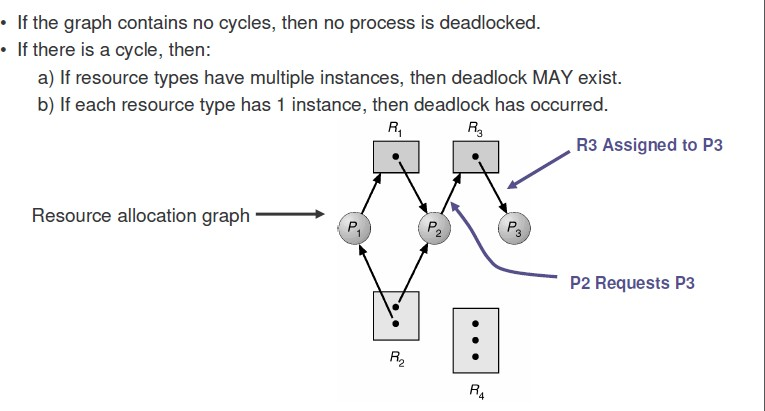 • If the graph contains no cycles, then no process is deadlocked.
• If there is a cycle, then:
a) If resource types have multiple instances, then deadlock MAY exist.
b) If each resource type has 1 instance, then deadlock has occurred.
R1 R3
R3 Assigned to P3
Resource allocation graph
P1 P2 P3
P2 Requests P3
R2
R4